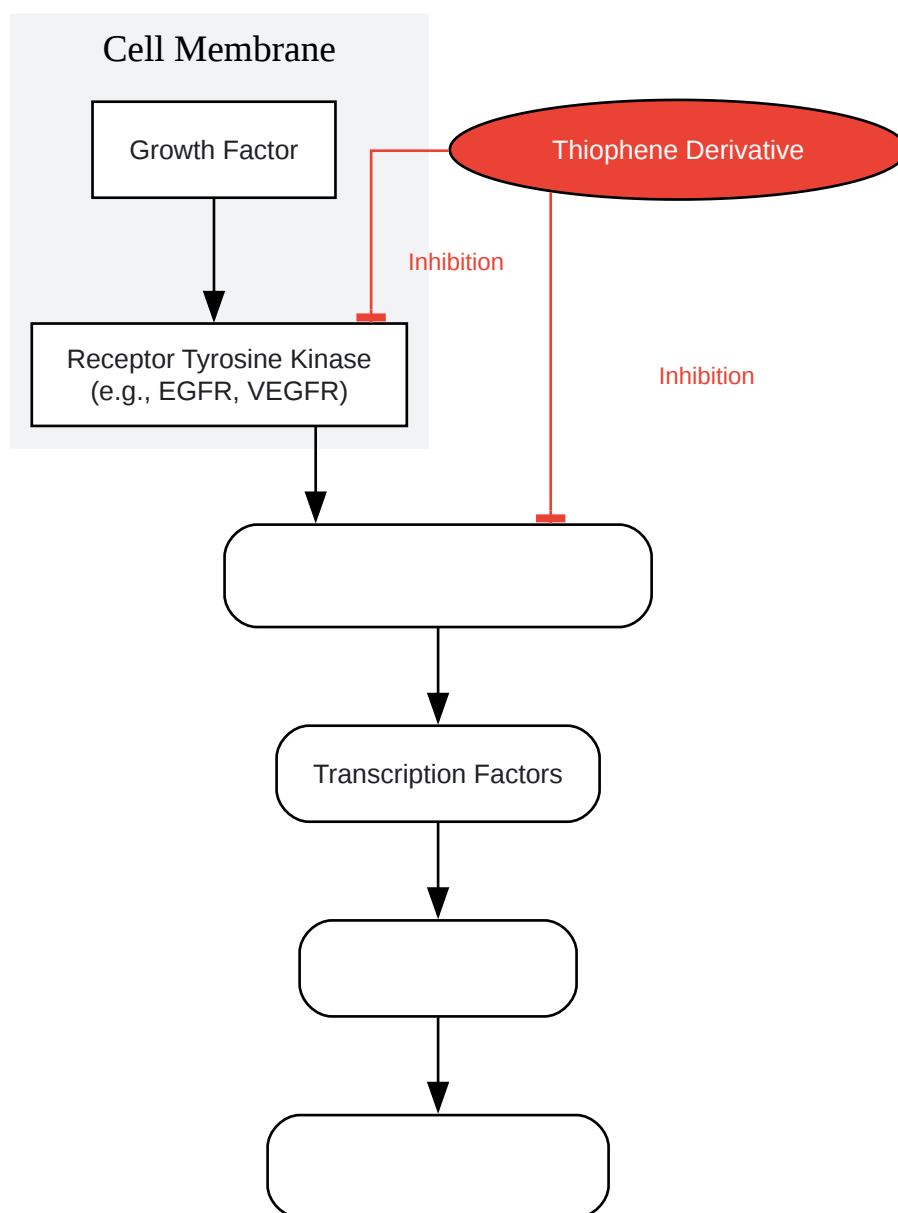 Cell Membrane
Growth Factor
Thiophene Derivative
Inhibition
Receptor Tyrosine Kinase
(e.g., EGFR, VEGFR)
Inhibition
Transcription Factors